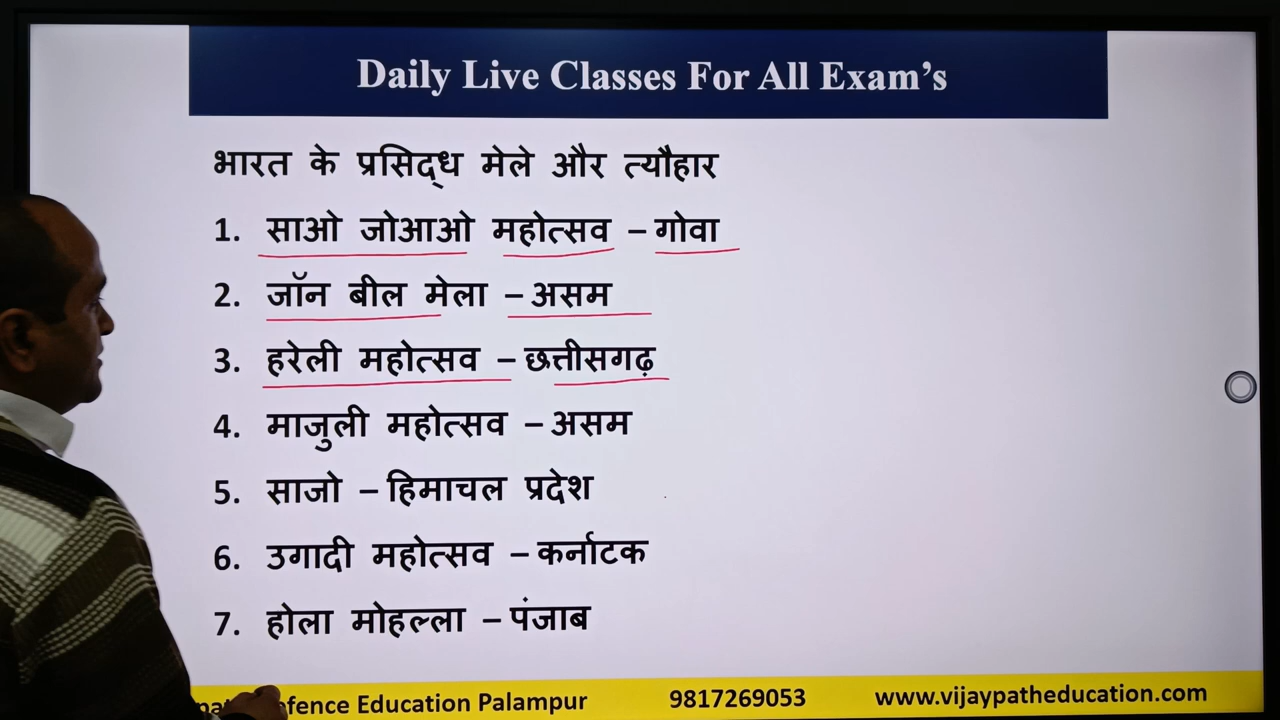 Daily Live Classes For All Exam’s
भारत के प्रसिद्ध मेले और त्यौहार
1. साओ जोआओ महोत्सव – गोवा
2. जॉन बील मेला – असम
3. हरेली महोत्सव – छत्तीसगढ़
4. माजुली महोत्सव – असम
5. साजो – हिमाचल प्रदेश
6. उगादी महोत्सव – कर्नाटक
7. होला मोहल्ला – पंजाब
Education Palampur 9817269053 www.vijaypatheducation.com